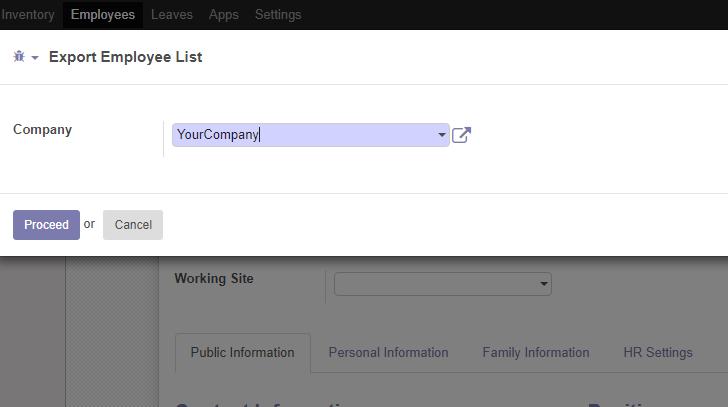 Inventory Employees Leaves Apps Settings
Export Employee List
Company YourCompany
Proceed or Cancel
Working Site
Public Information Personal Information Family Information HR Settings